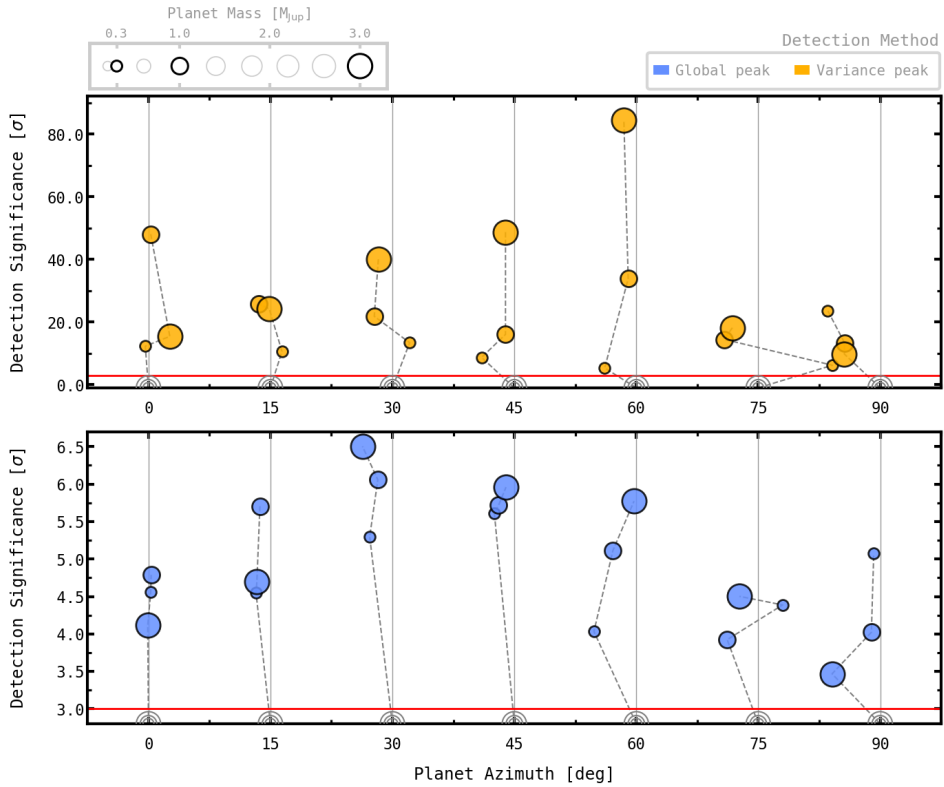 Planet Mass [MJup]
0.3 1.0 2.0 3.0
Detection Method
Global peak Variance peak
Detection Significance [σ]
80.0
60.0
40.0
20.0
0.0
0 15 30 45 60 75 90
Detection Significance [σ]
6.5
6.0
5.5
5.0
4.5
4.0
3.5
3.0
0 15 30 45 60 75 90
Planet Azimuth [deg]